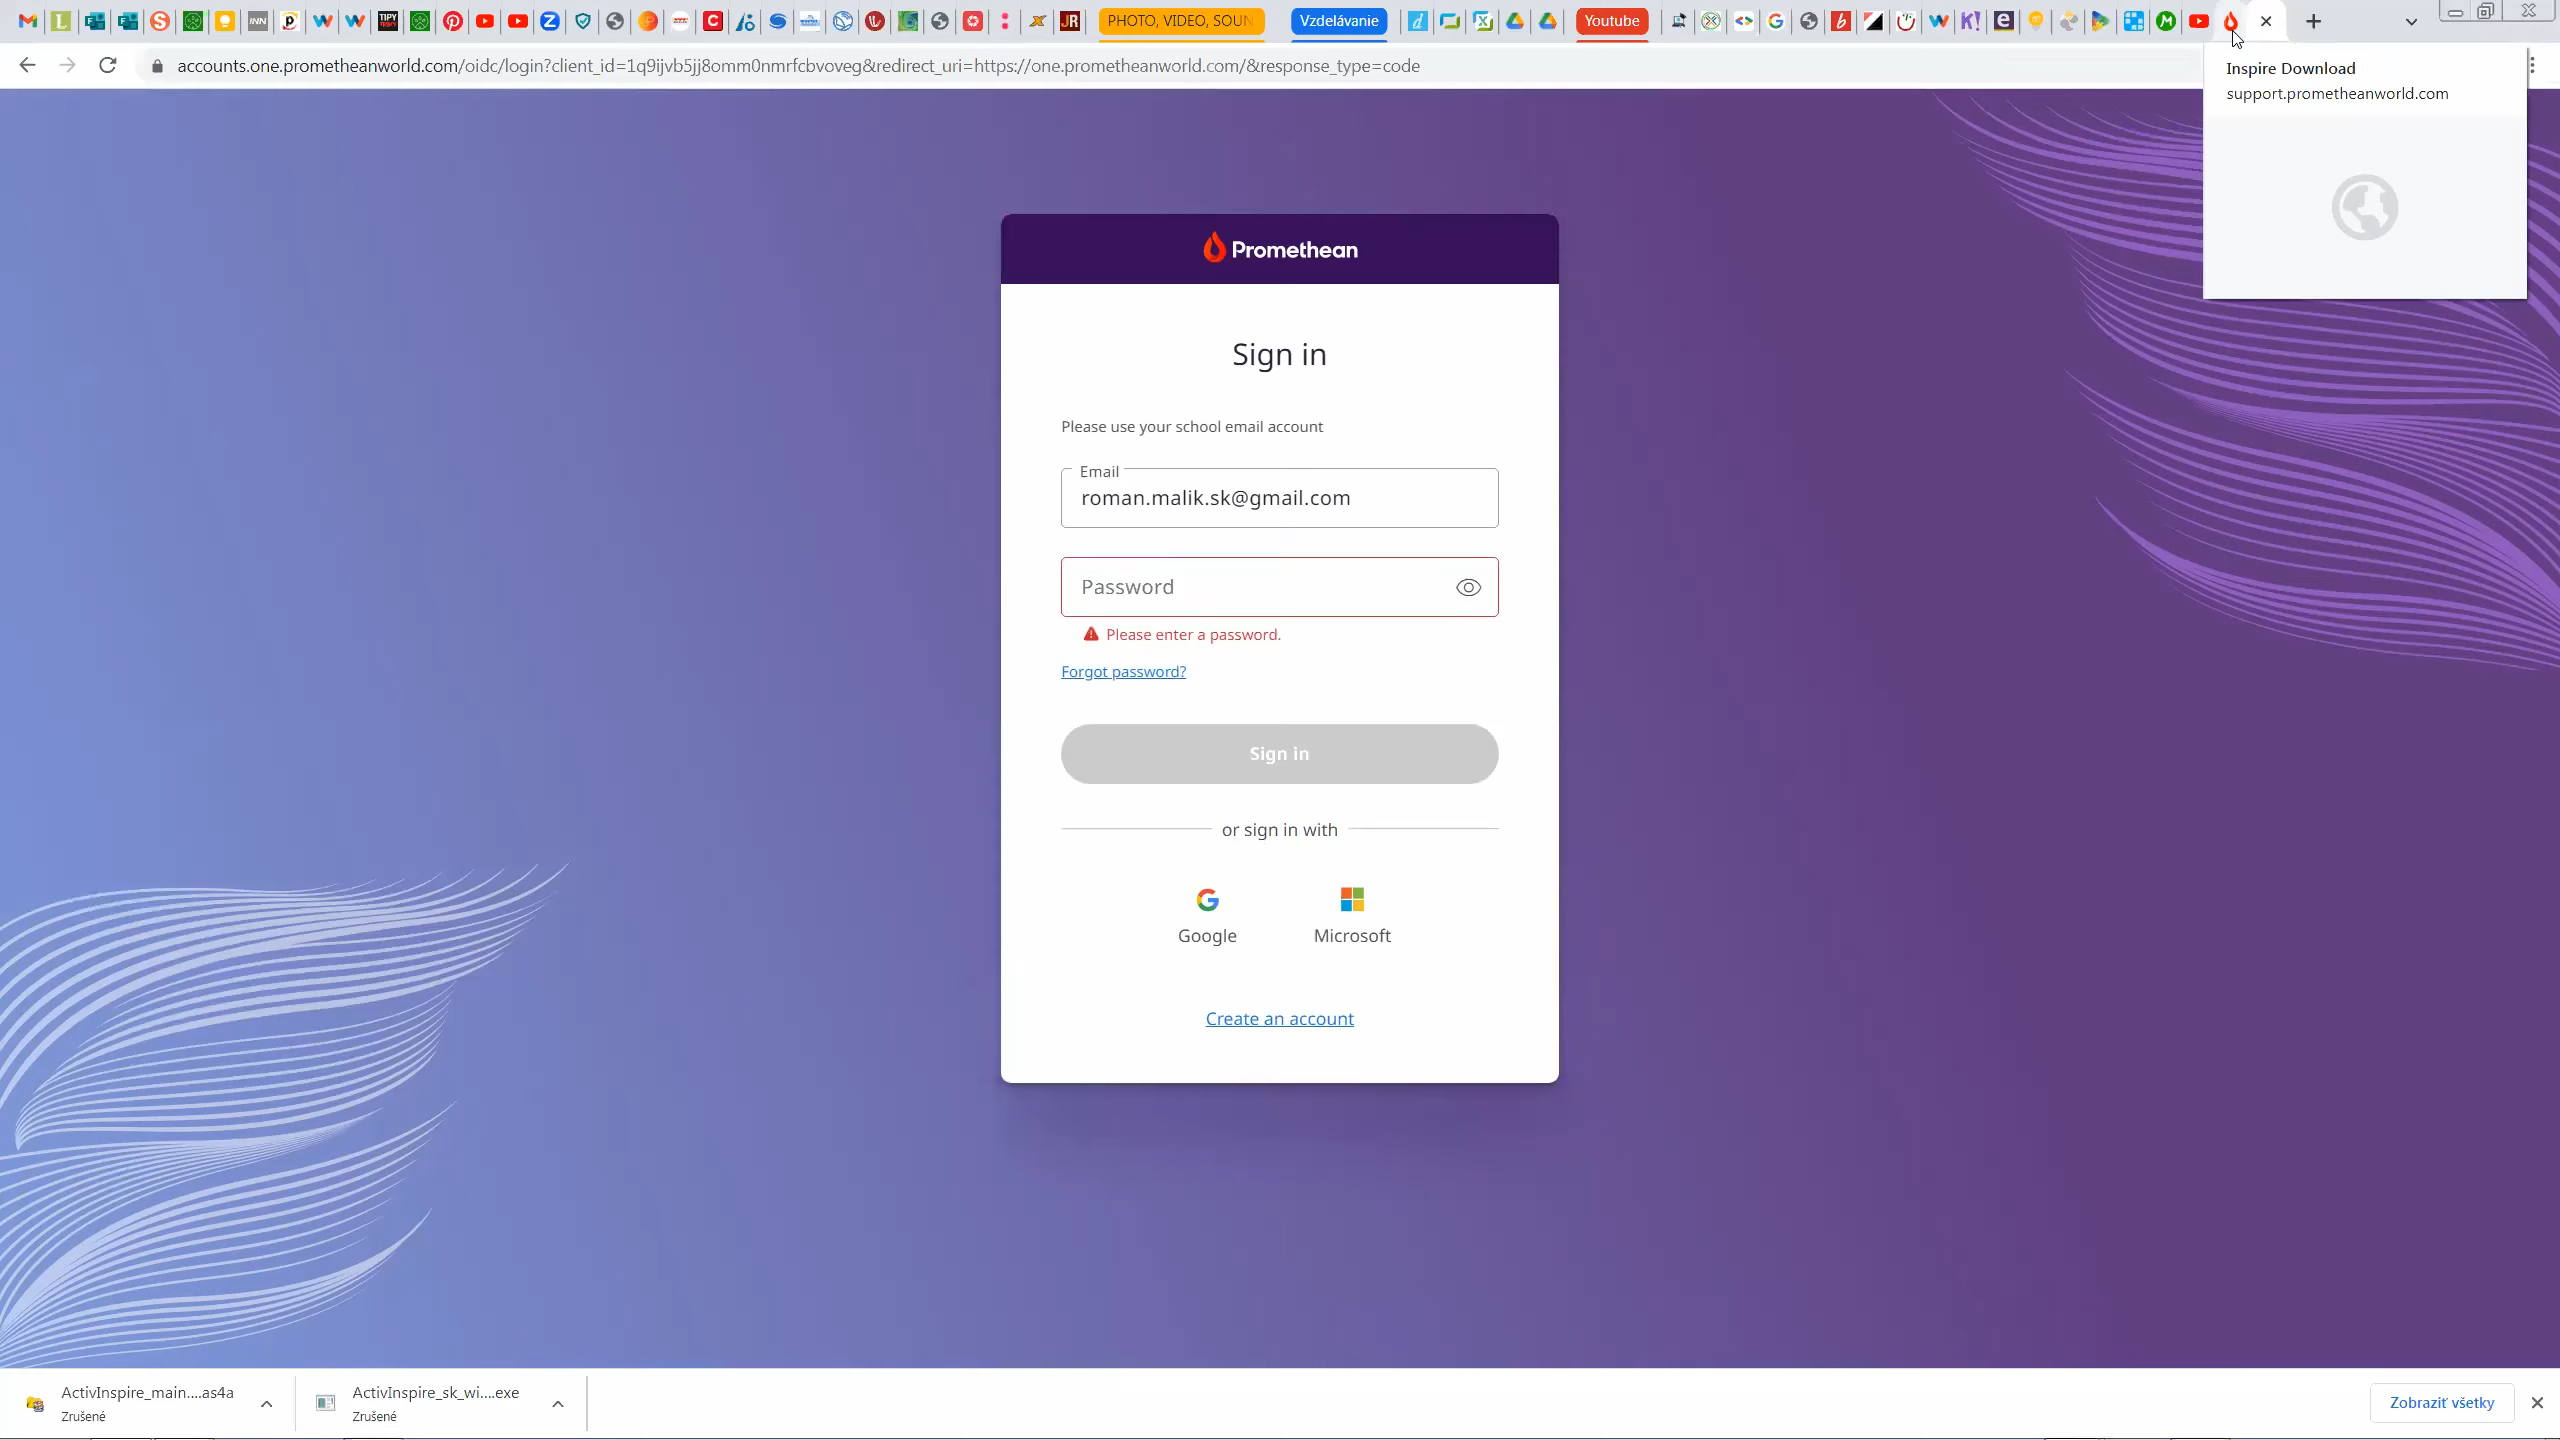 PHOTO, VIDEO, SOUN
Vzdelávanie
Youtube
accounts.one.prometheanworld.com/oidc/login?client_id=1q9ijvb5jj8omm0nmrfcbvoveg&redirect_uri=https://one.prometheanworld.com/&response_type=code
Inspire Download
support.prometheanworld.com
Promethean
Sign in
Please use your school email account
Email
roman.malik.sk@gmail.com
Password
Please enter a password.
Forgot password?
Sign in
or sign in with
Google
Microsoft
Create an account
ActivInspire_main....as4a
Zrušené
ActivInspire_sk_wi....exe
Zrušené
Zobraziť všetky